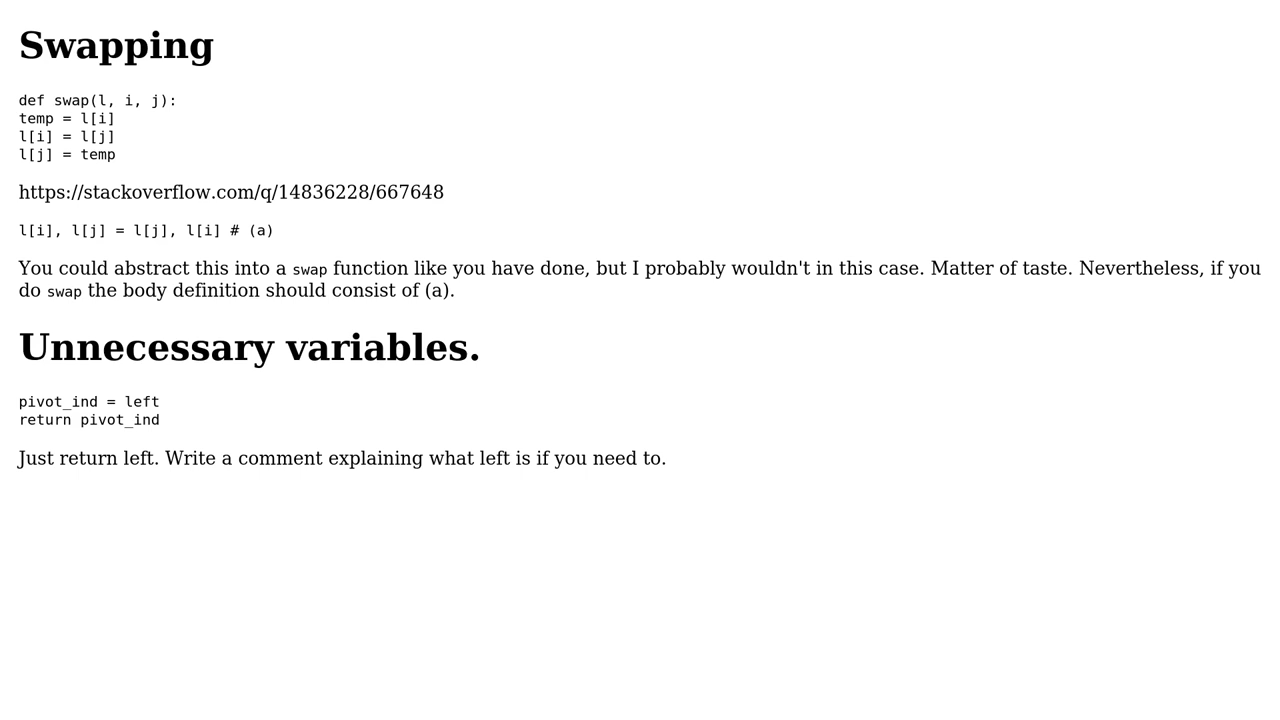 Swapping
def swap(l, i, j):
temp = l[i]
l[i] = l[j]
l[j] = temp
https://stackoverflow.com/q/14836228/667648
l[i], l[j] = l[j], l[i] # (a)
You could abstract this into a swap function like you have done, but I probably wouldn't in this case. Matter of taste. Nevertheless, if you
do swap the body definition should consist of (a).
Unnecessary variables.
pivot_ind = left
return pivot_ind
Just return left. Write a comment explaining what left is if you need to.